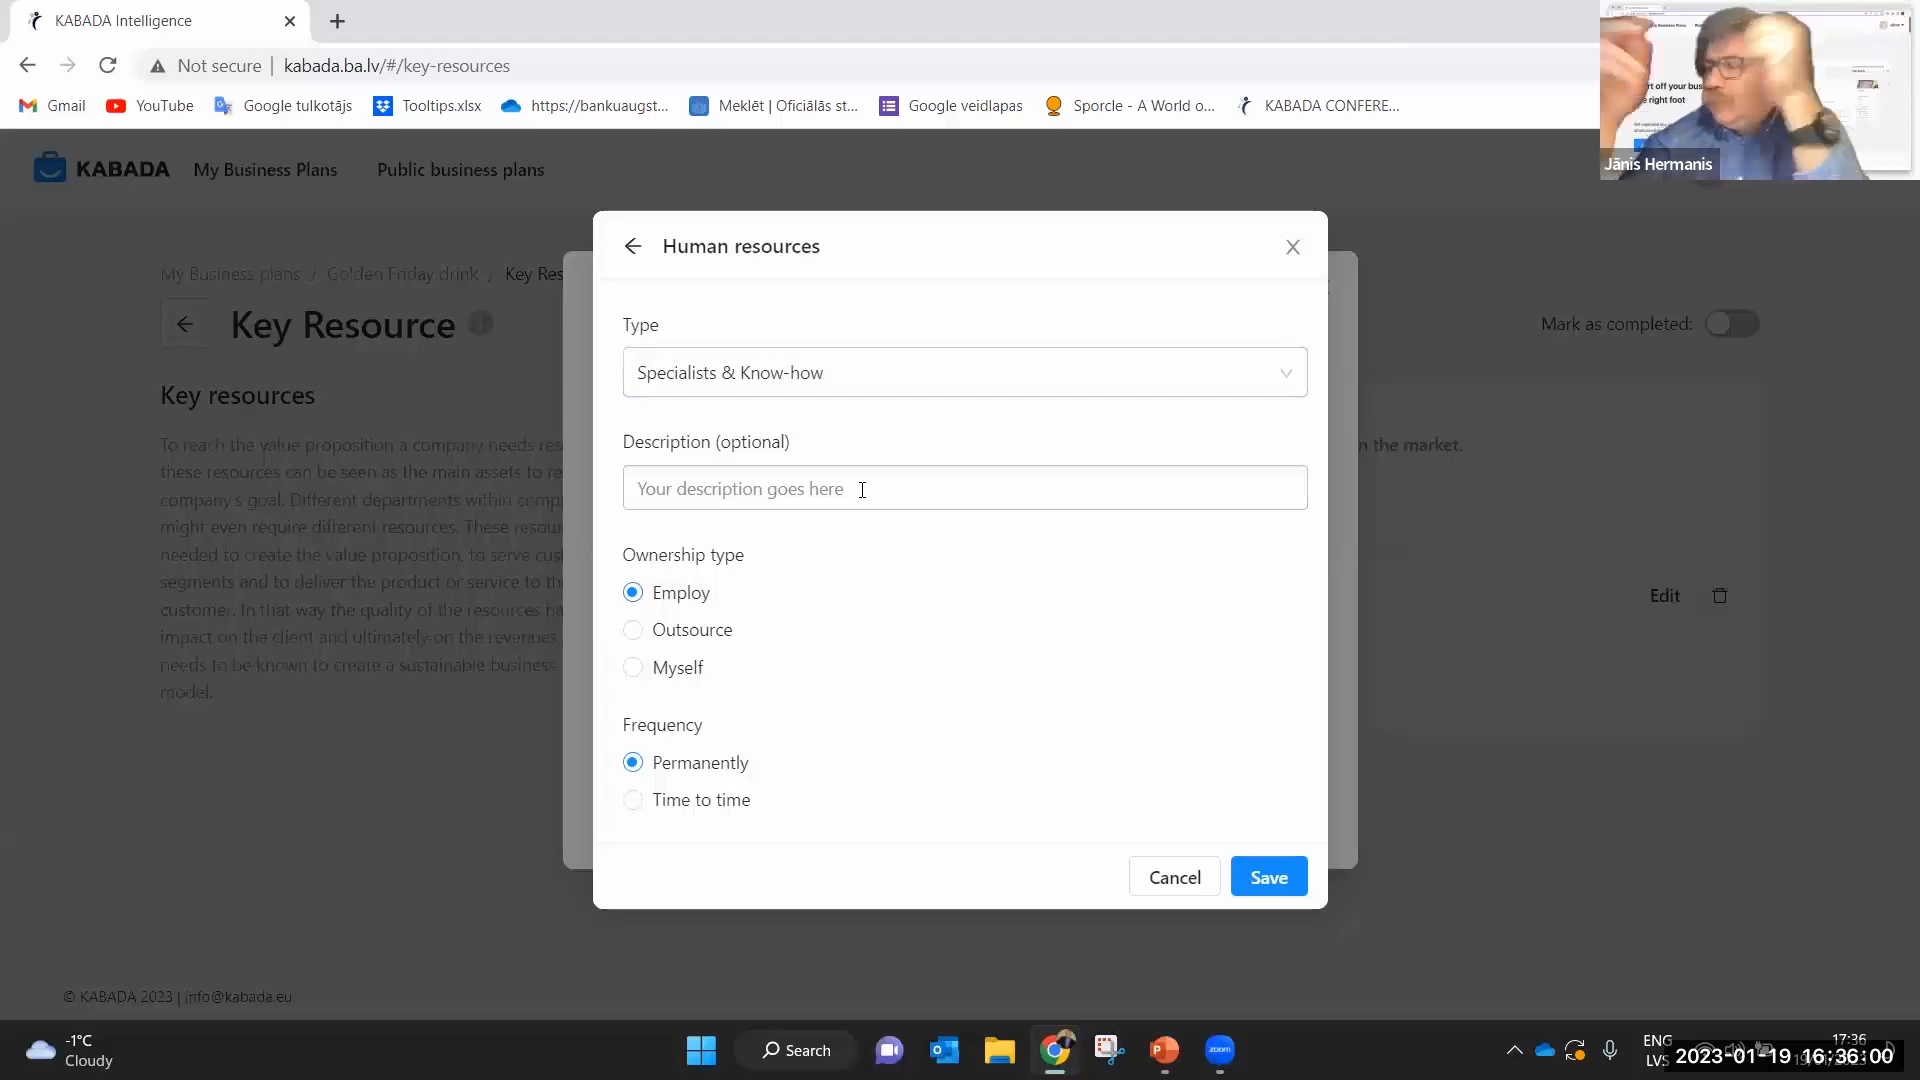 KABADA Intelligence
Not secure
kabada.ba.lv/#/key-resources
Gmail
YouTube
Google tulkotājs
Tooltips.xlsx
https://bankuaugst...
Meklēt | Oficiālās st...
Google veidlapas
Sporcle - A World o...
KABADA CONFERE...
Jānis Hermanis
KABADA
My Business Plans
Public business plans
My Business plans / Golden Friday drink / Key Res
Key Resource
Mark as completed:
Key resources
To reach the value proposition a company needs res
these resources can be seen as the main assets to re
company's goal. Different departments within comp
might even require different resources. These resour
needed to create the value proposition, to serve cus
segments and to deliver the product or service to th
customer. In that way the quality of the resources ha
impact on the client and ultimately on the revenues
needs to be known to create a sustainable business
model.
n the market.
Edit
Human resources
Type
Specialists & Know-how
Description (optional)
Your description goes here
Ownership type
Employ
Outsource
Myself
Frequency
Permanently
Time to time
Cancel
Save
© KABADA 2023 | info@kabada.eu
-1°C
Cloudy
Search
zoom
ENG
LVS
17:36
2023-01-19 16:36:00